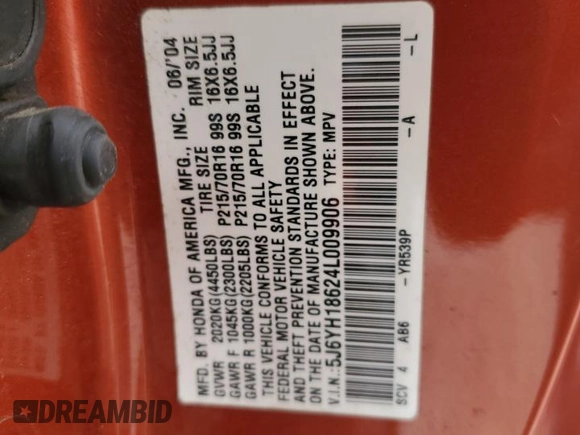 MFD. BY HONDA OF AMERICA MFG., INC. 06/'04
TIRE SIZE RIM SIZE
GVWR 2020KG(4450LBS)
GAWR F 1045KG(2300LBS) P215/70R16 99S 16X6.5JJ
GAWR R 1000KG(2205LBS) P215/70R16 99S 16X6.5JJ
THIS VEHICLE CONFORMS TO ALL APPLICABLE
FEDERAL MOTOR VEHICLE SAFETY
AND THEFT PREVENTION STANDARDS IN EFFECT
ON THE DATE OF MANUFACTURE SHOWN ABOVE.
V.I.N.: 5J6YH18624L009906 TYPE: MPV
SCV 4 AB6 -YR539P -A -L
DREAMBID